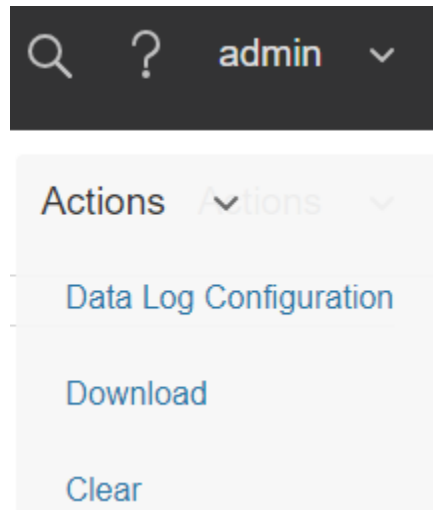 ? admin
Actions Actions
Data Log Configuration
Download
Clear